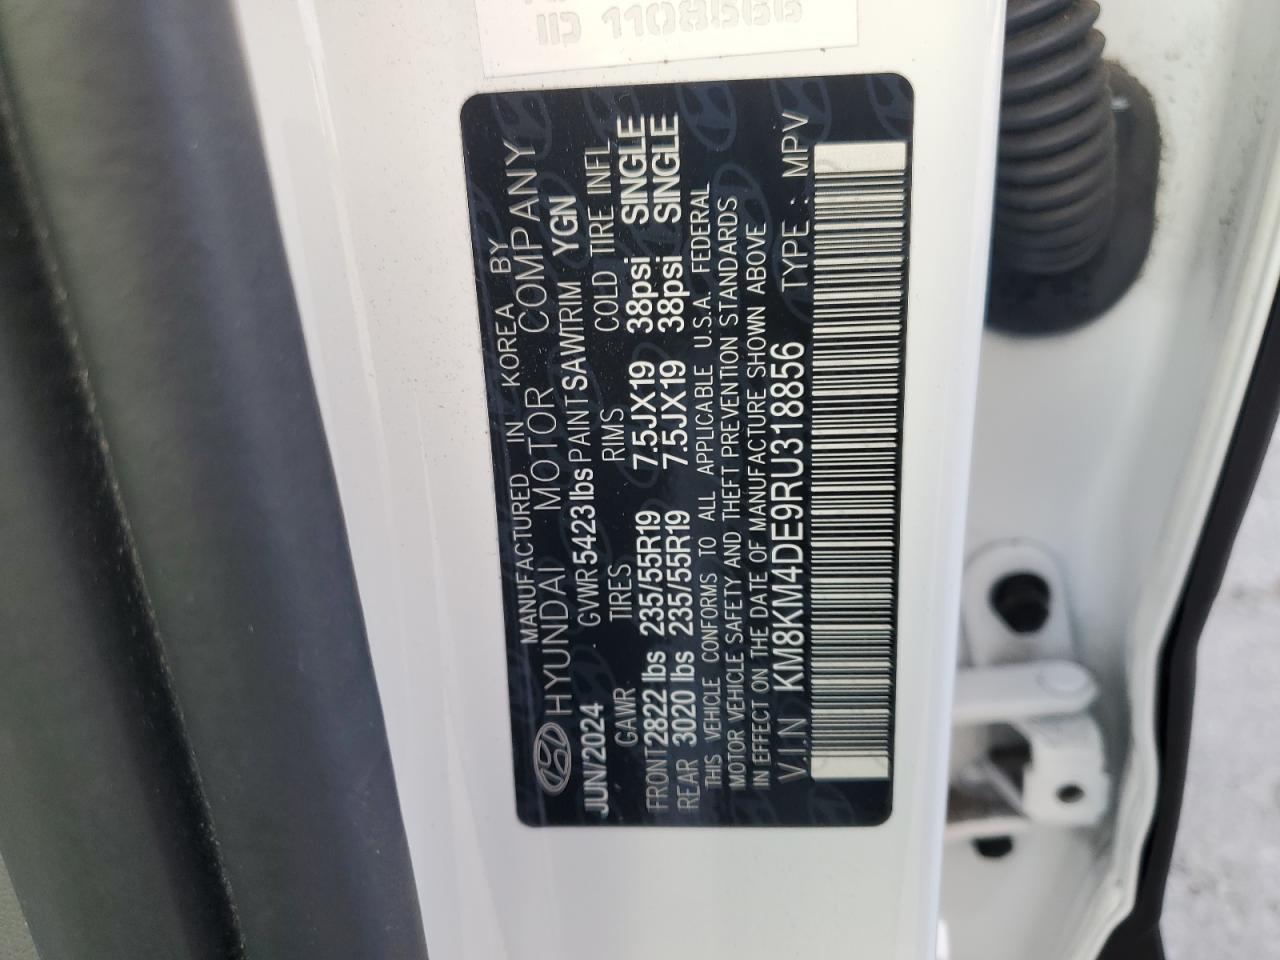 IID 1108566
MANUFACTURED IN KOREA BY
HYUNDAI MOTOR COMPANY
JUN/2024 GVWR 5423 lbs PAINT SAW TRIM YGN
GAWR TIRES RIMS COLD TIRE INFL
FRONT 2822 lbs 235/55R19 7.5JX19 38psi SINGLE
REAR 3020 lbs 235/55R19 7.5JX19 38psi SINGLE
THIS VEHICLE CONFORMS TO ALL APPLICABLE U.S.A. FEDERAL
MOTOR VEHICLE SAFETY AND THEFT PREVENTION STANDARDS
IN EFFECT ON THE DATE OF MANUFACTURE SHOWN ABOVE
V.I.N KM8KM4DE9RU318856 TYPE : MPV